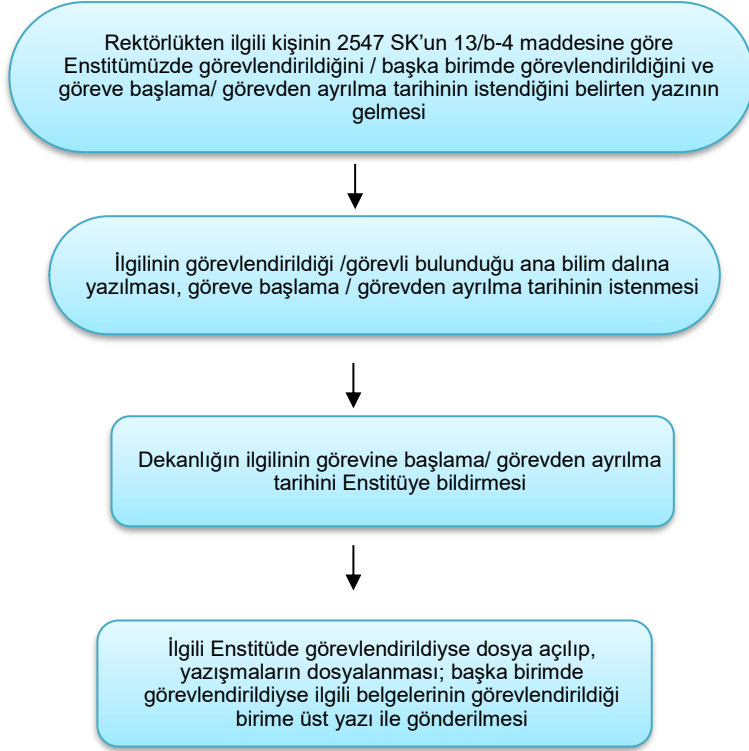 Rektörlükten ilgili kişinin 2547 SK'un 13/b-4 maddesine göre
Enstitümüzde görevlendirildiğini / başka birimde görevlendirildiğini ve
göreve başlama/ görevden ayrılma tarihinin istendiğini belirten yazının
gelmesi
İlgilinin görevlendirildiği /görevli bulunduğu ana bilim dalına
yazılması, göreve başlama / görevden ayrılma tarihinin istenmesi
Dekanlığın ilgilinin görevine başlama/ görevden ayrılma
tarihini Enstitüye bildirmesi
İlgili Enstitüde görevlendirildiyse dosya açılıp,
yazışmaların dosyalanması; başka birimde
görevlendirildiyse ilgili belgelerinin görevlendirildiği
birime üst yazı ile gönderilmesi